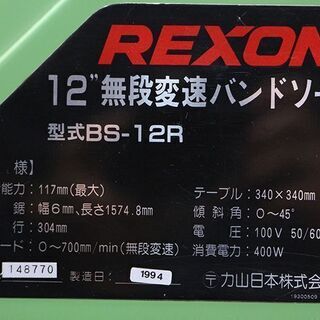 REXON
12"無段変速バンドソー
型式BS-12R
様】
能力：117mm（最大）
テーブル：340×340mm
鋸：幅6mm、長さ1574.8mm
傾斜角：0〜45°
行：304mm
電圧：100V 50/60
ード：0〜700m/min（無段変速）
消費電力：400W
148770
製造日：1994
力山日本株式会
19300509